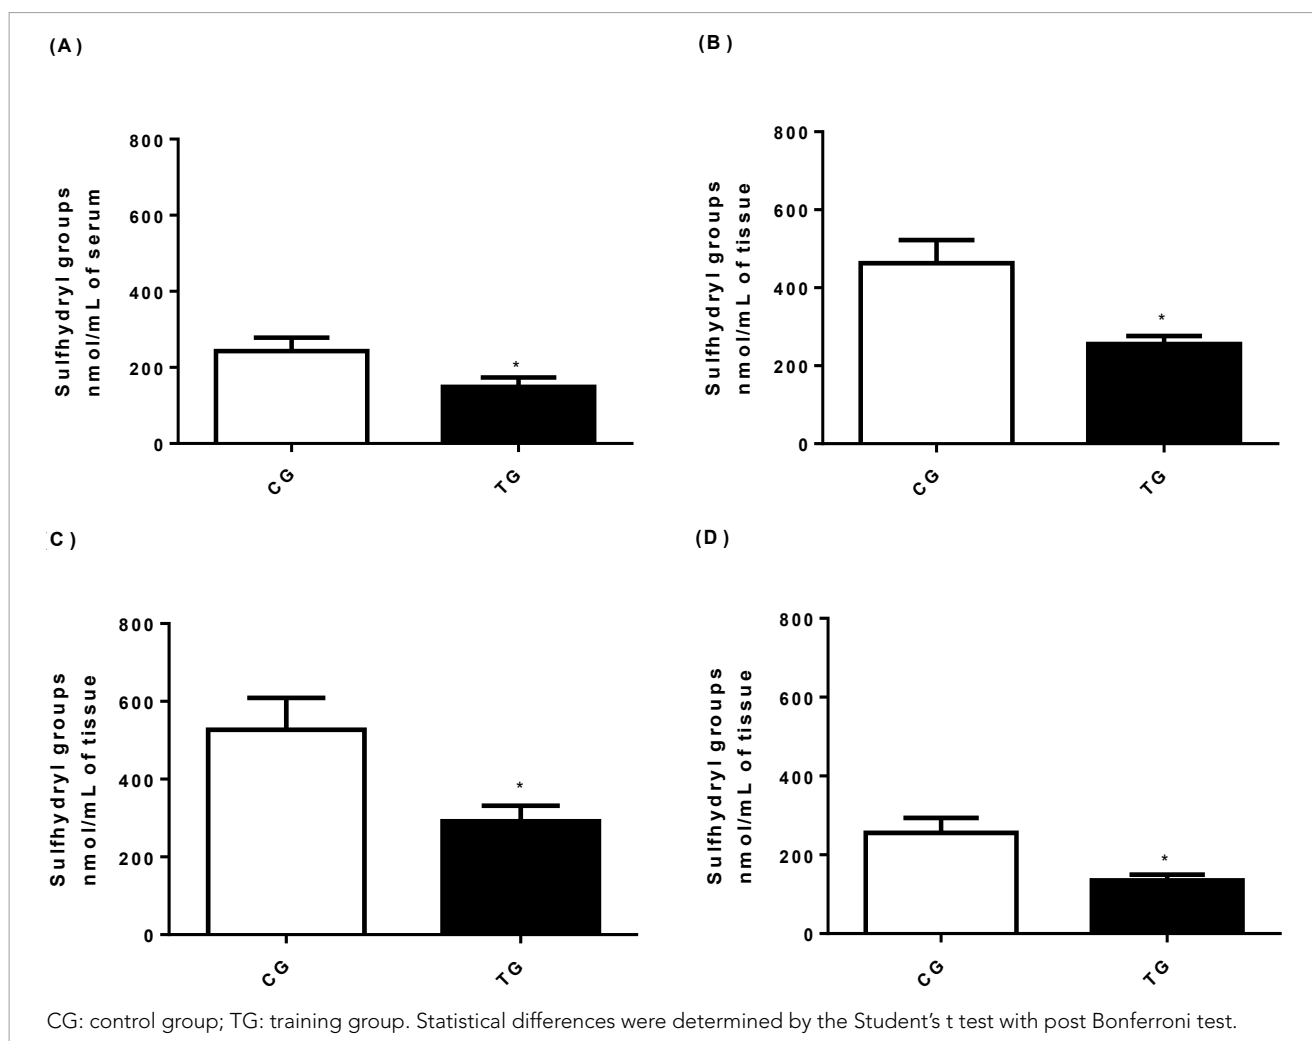 (A)
800
600
400
200
0
Sulfhydryl groups
nmol/mL of serum
*
CG
TG
(B)
800
600
400
200
0
Sulfhydryl groups
nmol/mL of tissue
*
CG
TG
C)
800
600
400
200
0
Sulfhydryl groups
nmol/mL of tissue
*
CG
TG
(D)
800
600
400
200
0
Sulfhydryl groups
nmol/mL of tissue
*
CG
TG
CG: control group; TG: training group. Statistical differences were determined by the Student’s t test with post Bonferroni test.